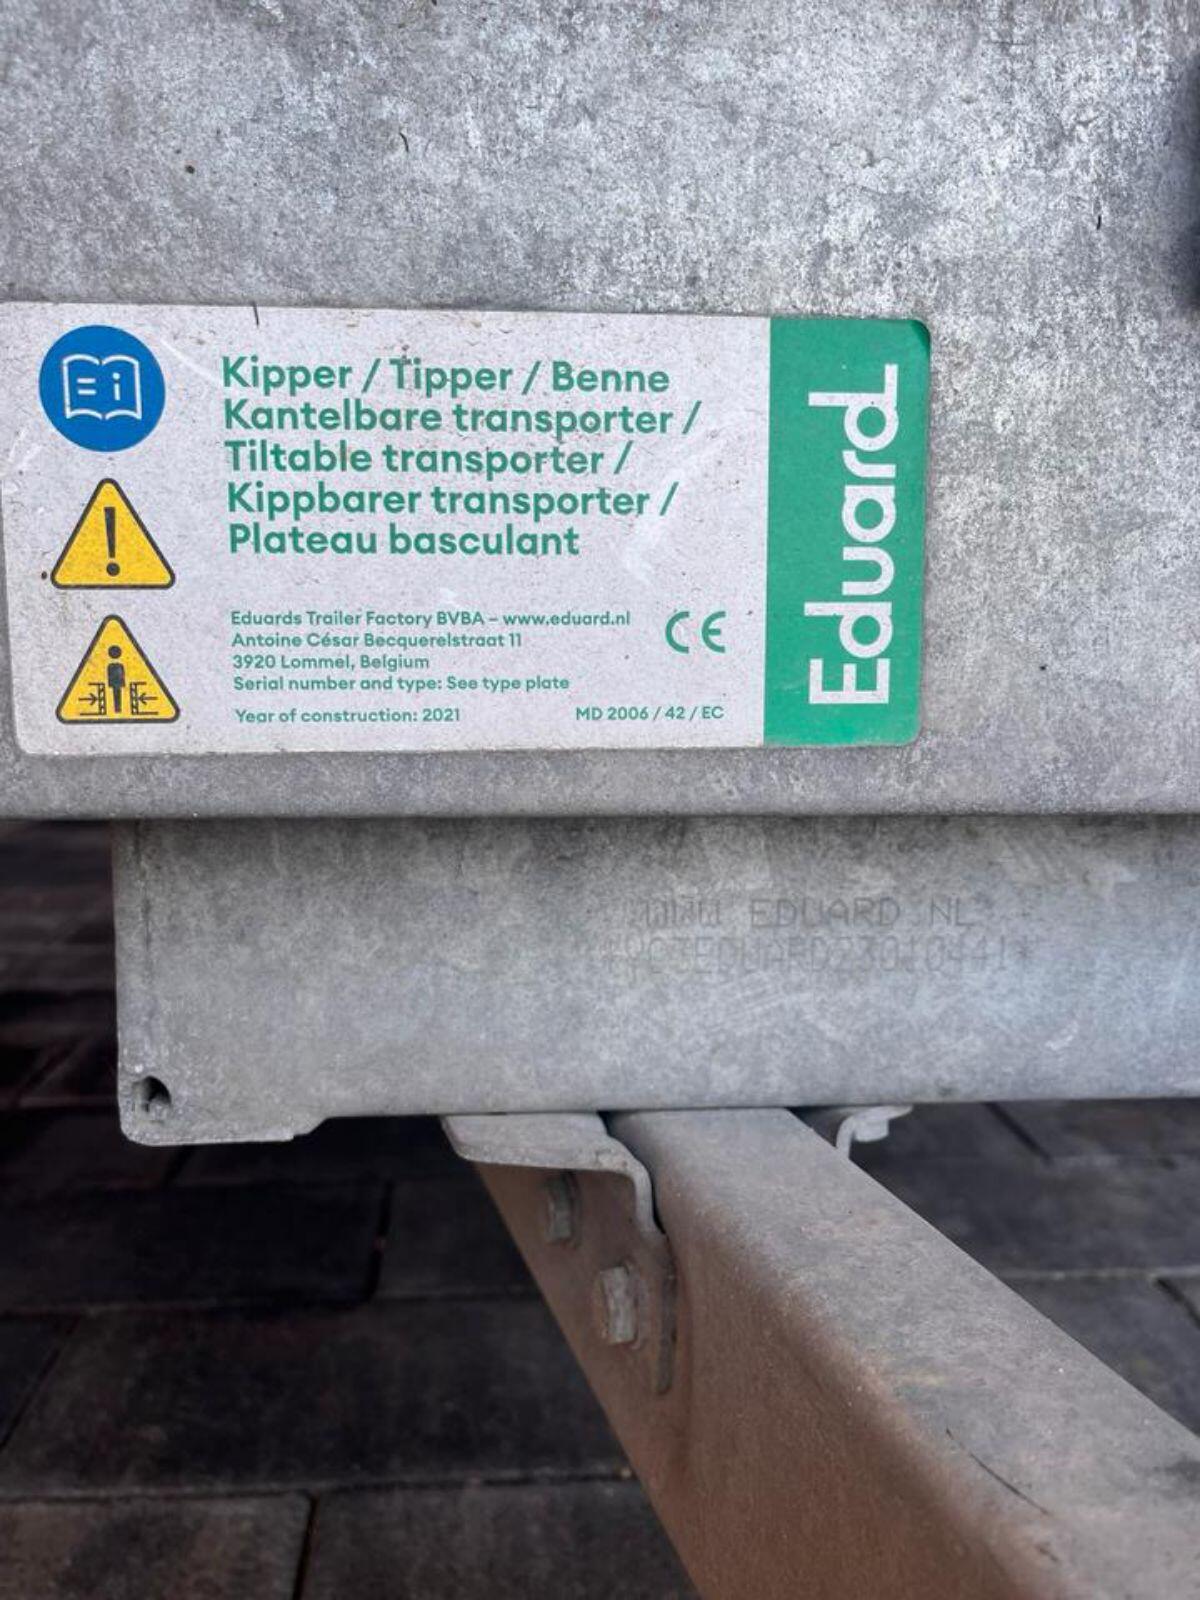 Kipper / Tipper / Benne
Kantelbare transporter /
Tiltable transporter /
Kippbarer transporter /
Plateau basculant
Eduards Trailer Factory BVBA – www.eduard.nl
Antoine César Becquerelstraat 11
3920 Lommel, Belgium
Serial number and type: See type plate
Year of construction: 2021
MD 2006 / 42 / EC
CE
Eduard
EDUARD.NL